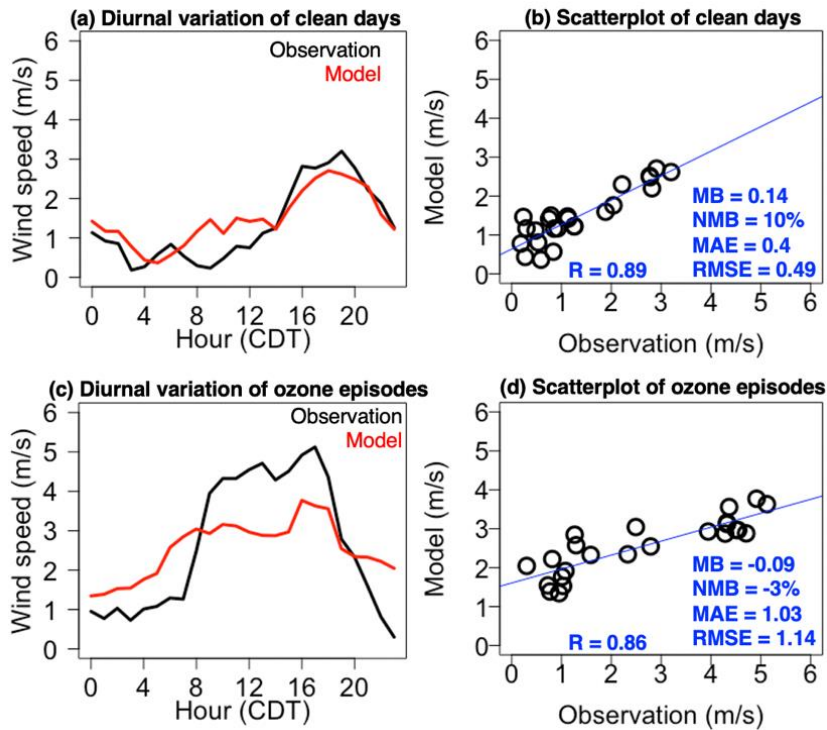 (a) Diurnal variation of clean days
Observation
Model
Wind speed (m/s)
6
5
4
3
2
1
0
0 4 8 12 16 20
Hour (CDT)
(b) Scatterplot of clean days
Model (m/s)
6
5
4
3
2
1
0
MB = 0.14
NMB = 10%
MAE = 0.4
RMSE = 0.49
R = 0.89
0 1 2 3 4 5 6
Observation (m/s)
(c) Diurnal variation of ozone episodes
Observation
Model
Wind speed (m/s)
6
5
4
3
2
1
0
0 4 8 12 16 20
Hour (CDT)
(d) Scatterplot of ozone episodes
Model (m/s)
6
5
4
3
2
1
0
MB = -0.09
NMB = -3%
MAE = 1.03
RMSE = 1.14
R = 0.86
0 1 2 3 4 5 6
Observation (m/s)